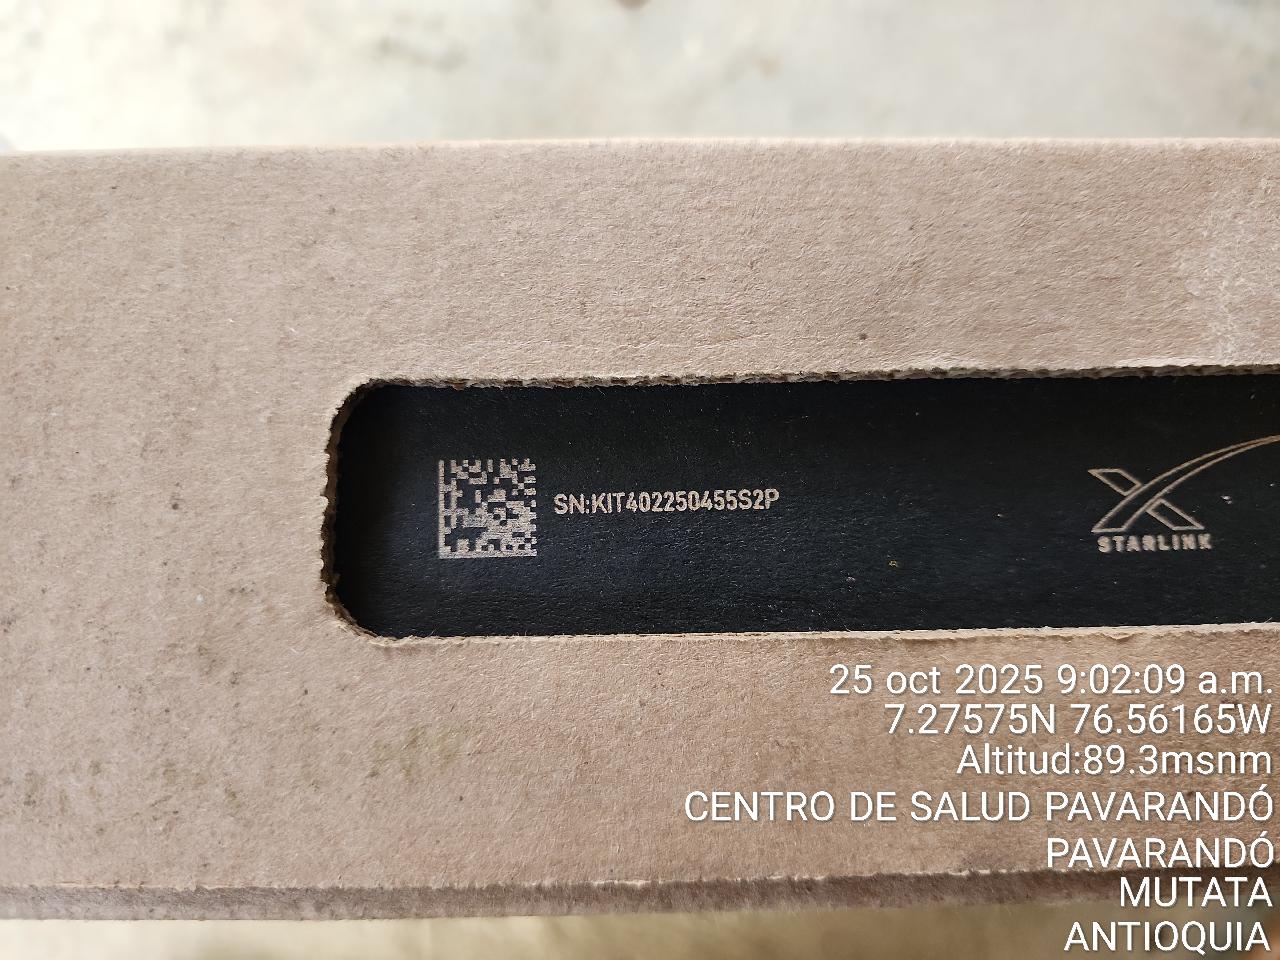 SN:KIT402250455S2P
STARLINK
25 oct 2025 9:02:09 a.m.
7.27575N 76.56165W
Altitud:89.3msnm
CENTRO DE SALUD PAVARANDÓ
PAVARANDÓ
MUTATA
ANTIOQUIA